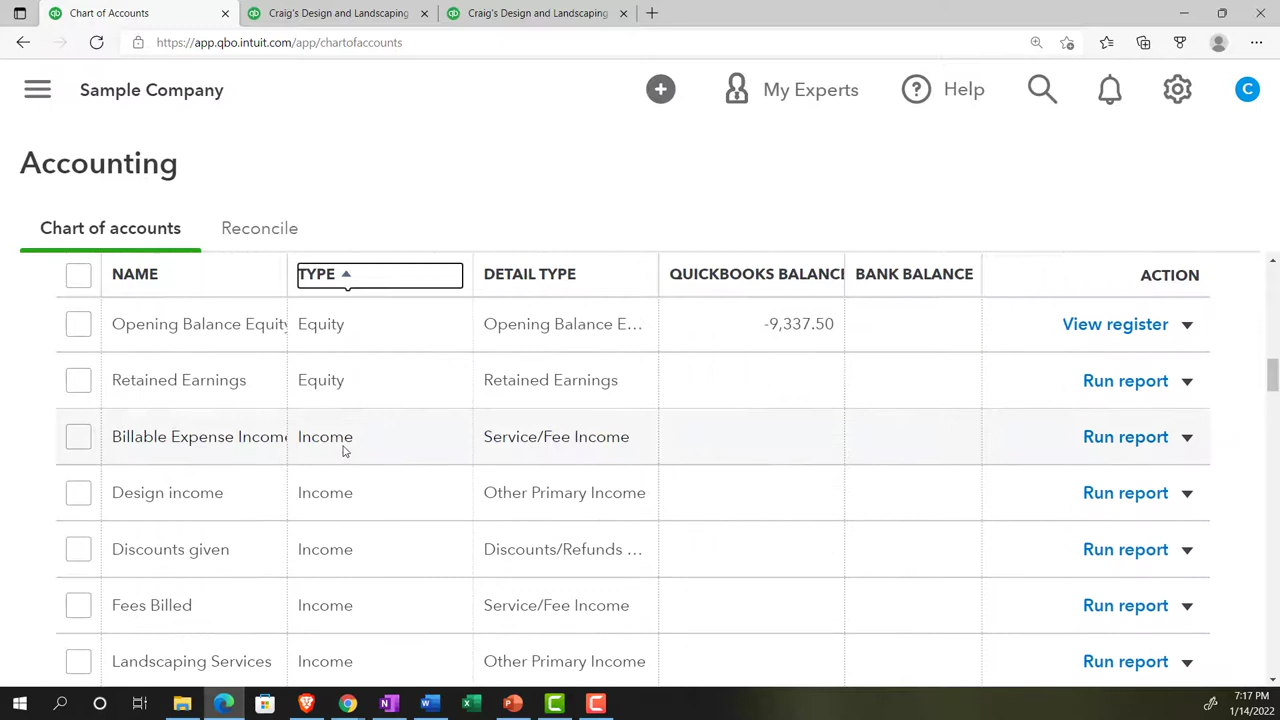 Chart of Accounts
Craig's Design and Landscaping
Craig's Design and Landscaping
https://app.qbo.intuit.com/app/chartofaccounts
Sample Company
My Experts
Help
C
Accounting
Chart of accounts
Reconcile
NAME TYPE DETAIL TYPE QUICKBOOKS BALANCE BANK BALANCE ACTION
Opening Balance Equity Equity Opening Balance E... -9,337.50 View register
Retained Earnings Equity Retained Earnings Run report
Billable Expense Income Income Service/Fee Income Run report
Design income Income Other Primary Income Run report
Discounts given Income Discounts/Refunds ... Run report
Fees Billed Income Service/Fee Income Run report
Landscaping Services Income Other Primary Income Run report
7:17 PM
1/14/2022